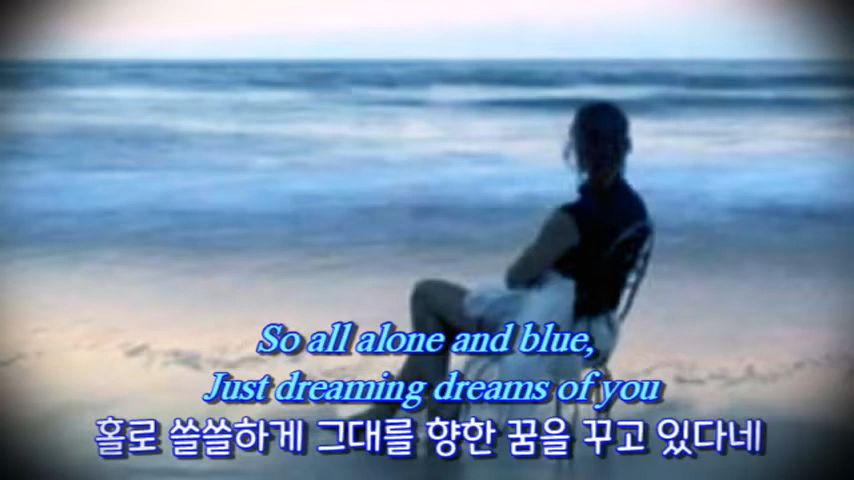 So all alone and blue,
Just dreaming dreams of you
홀로 쓸쓸하게 그대를 향한 꿈을 꾸고 있다네